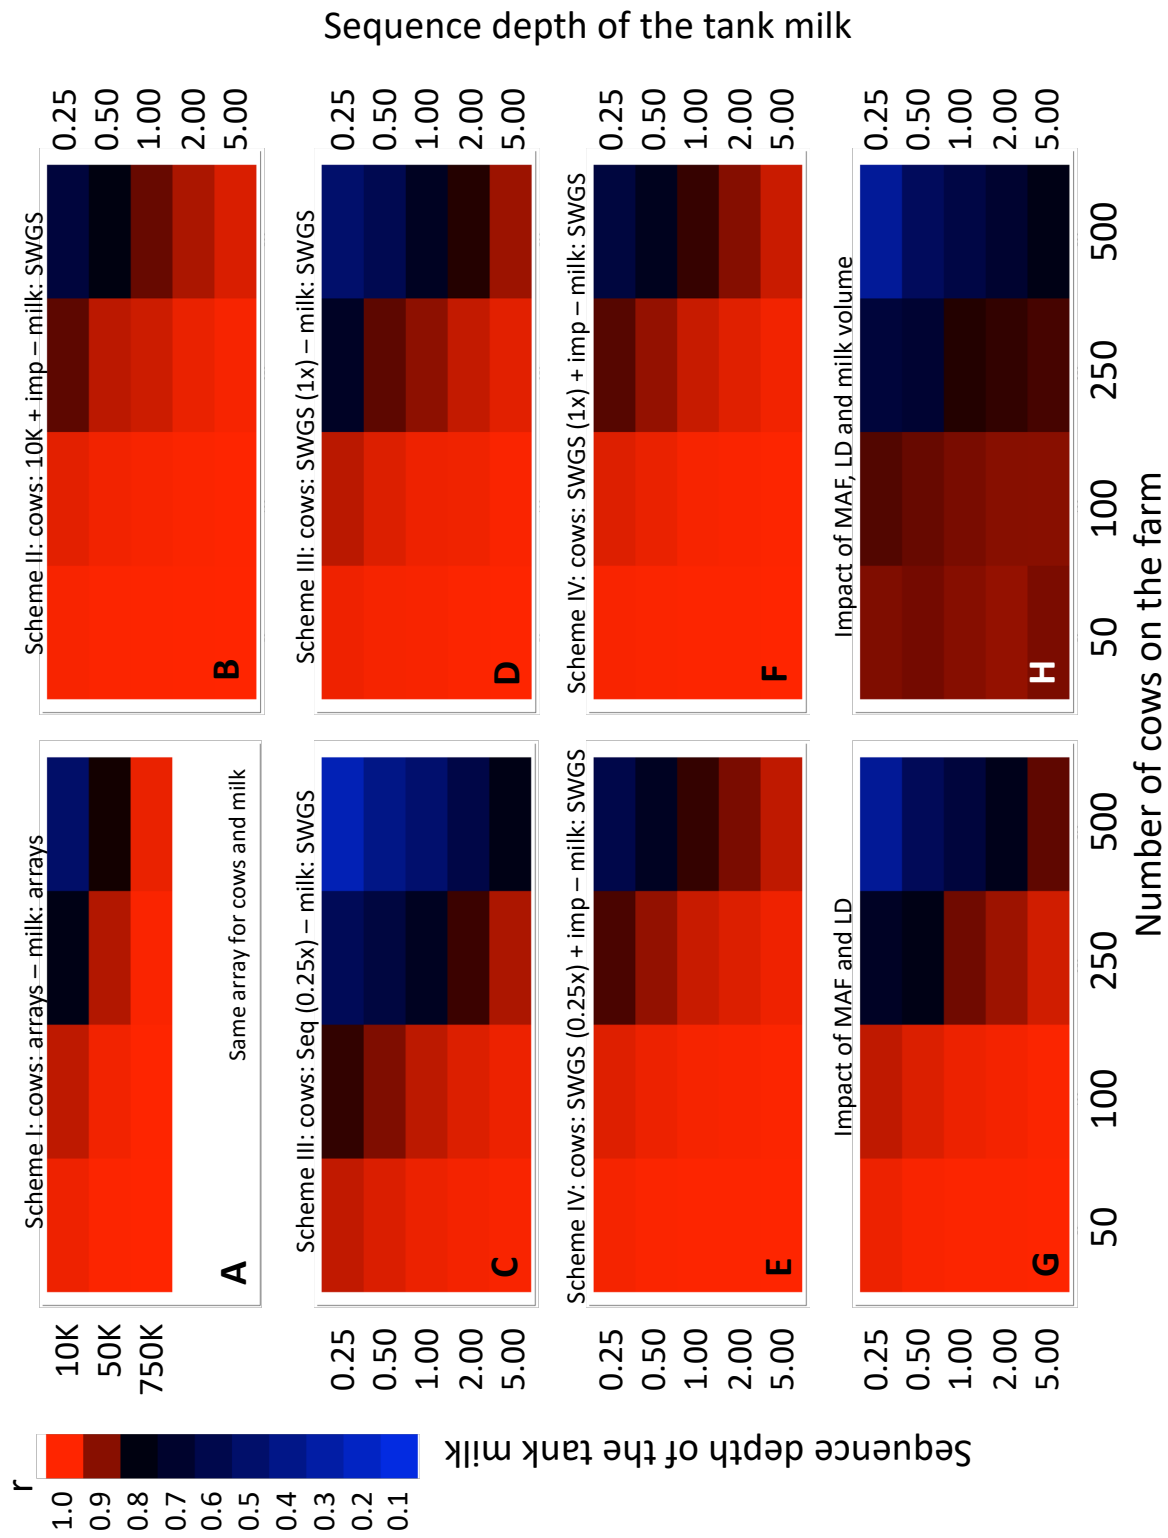 Sequence depth of the tank milk
Scheme I: cows: arrays – milk: arrays
10K
50K
750K
Same array for cows and milk
A
Scheme II: cows: 10K + imp – milk: SWGS
0.25
0.50
1.00
2.00
5.00
B
Scheme III: cows: Seq (0.25x) – milk: SWGS
0.25
0.50
1.00
2.00
5.00
C
Scheme III: cows: SWGS (1x) – milk: SWGS
0.25
0.50
1.00
2.00
5.00
D
Scheme IV: cows: SWGS (0.25x) + imp – milk: SWGS
0.25
0.50
1.00
2.00
5.00
E
Scheme IV: cows: SWGS (1x) + imp – milk: SWGS
0.25
0.50
1.00
2.00
5.00
F
Impact of MAF and LD
0.25
0.50
1.00
2.00
5.00
G
50
100
250
500
Impact of MAF, LD and milk volume
0.25
0.50
1.00
2.00
5.00
H
50
100
250
500
Number of cows on the farm
r
1.0
0.9
0.8
0.7
0.6
0.5
0.4
0.3
0.2
0.1
Sequence depth of the tank milk